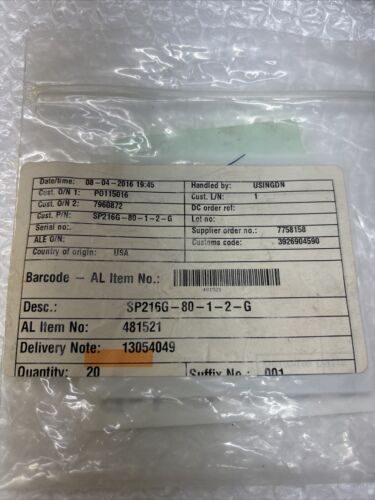 Date/time: 08-04-2016 19:45 Handled by: USINGDN
Cust. O/N 1: PO115016 Cust. L/N: 1
Cust. O/N 2: 7960872 DC order ref:
Cust. P/N: SP216G-80-1-2-G Lot no:
Serial no.: Supplier order no.: 7758158
ALE O/N: Customs code: 3926904590
Country of origin: USA
Barcode - AL Item No.:
481521
Desc.: SP216G-80-1-2-G
AL Item No: 481521
Delivery Note: 13054049
Quantity: 20 Suffix No.: 001